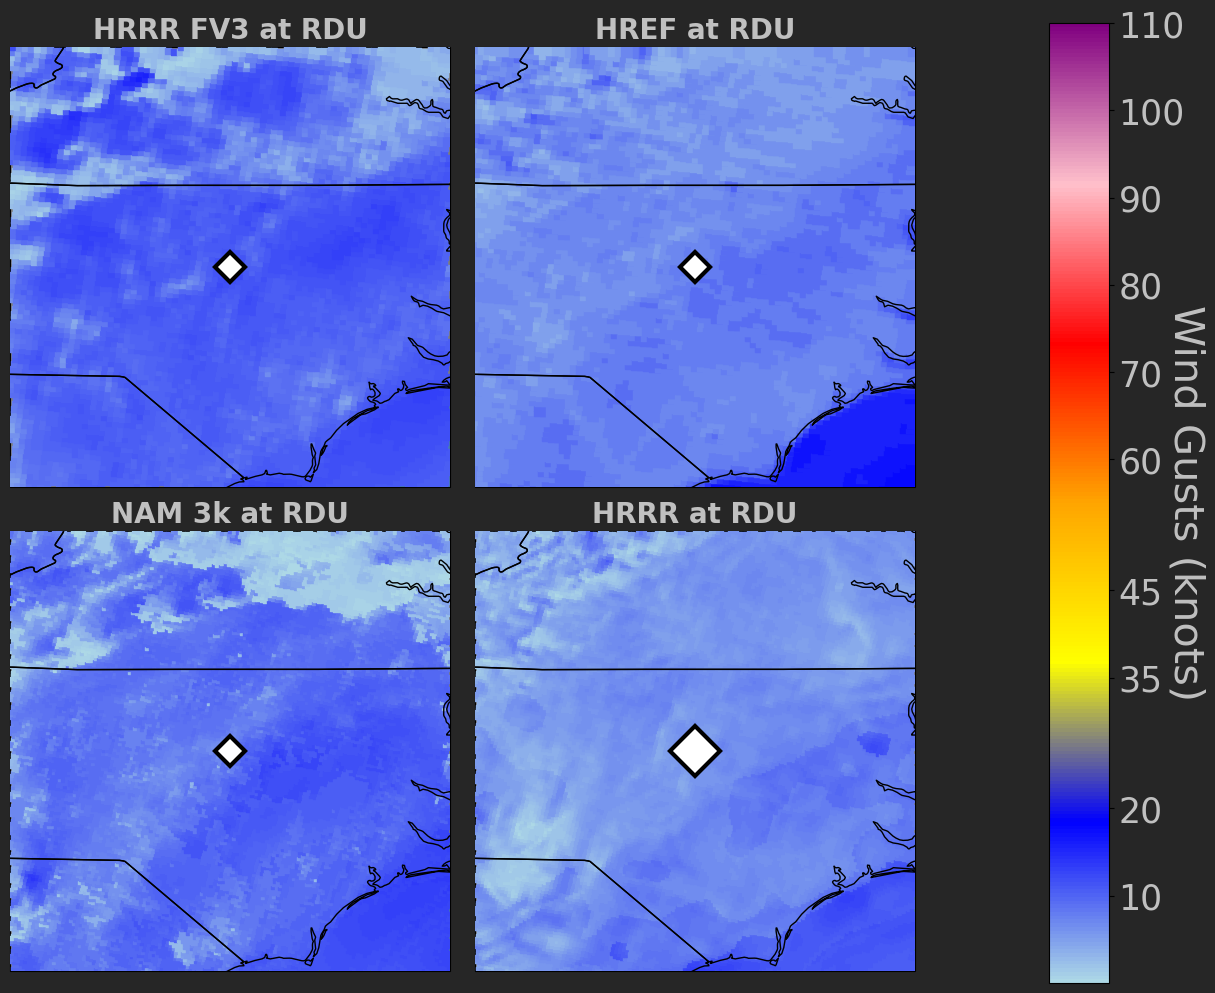 HRRR FV3 at RDU
HREF at RDU
NAM 3k at RDU
HRRR at RDU
110
100
90
80
70
60
45
35
20
10
Wind Gusts (knots)